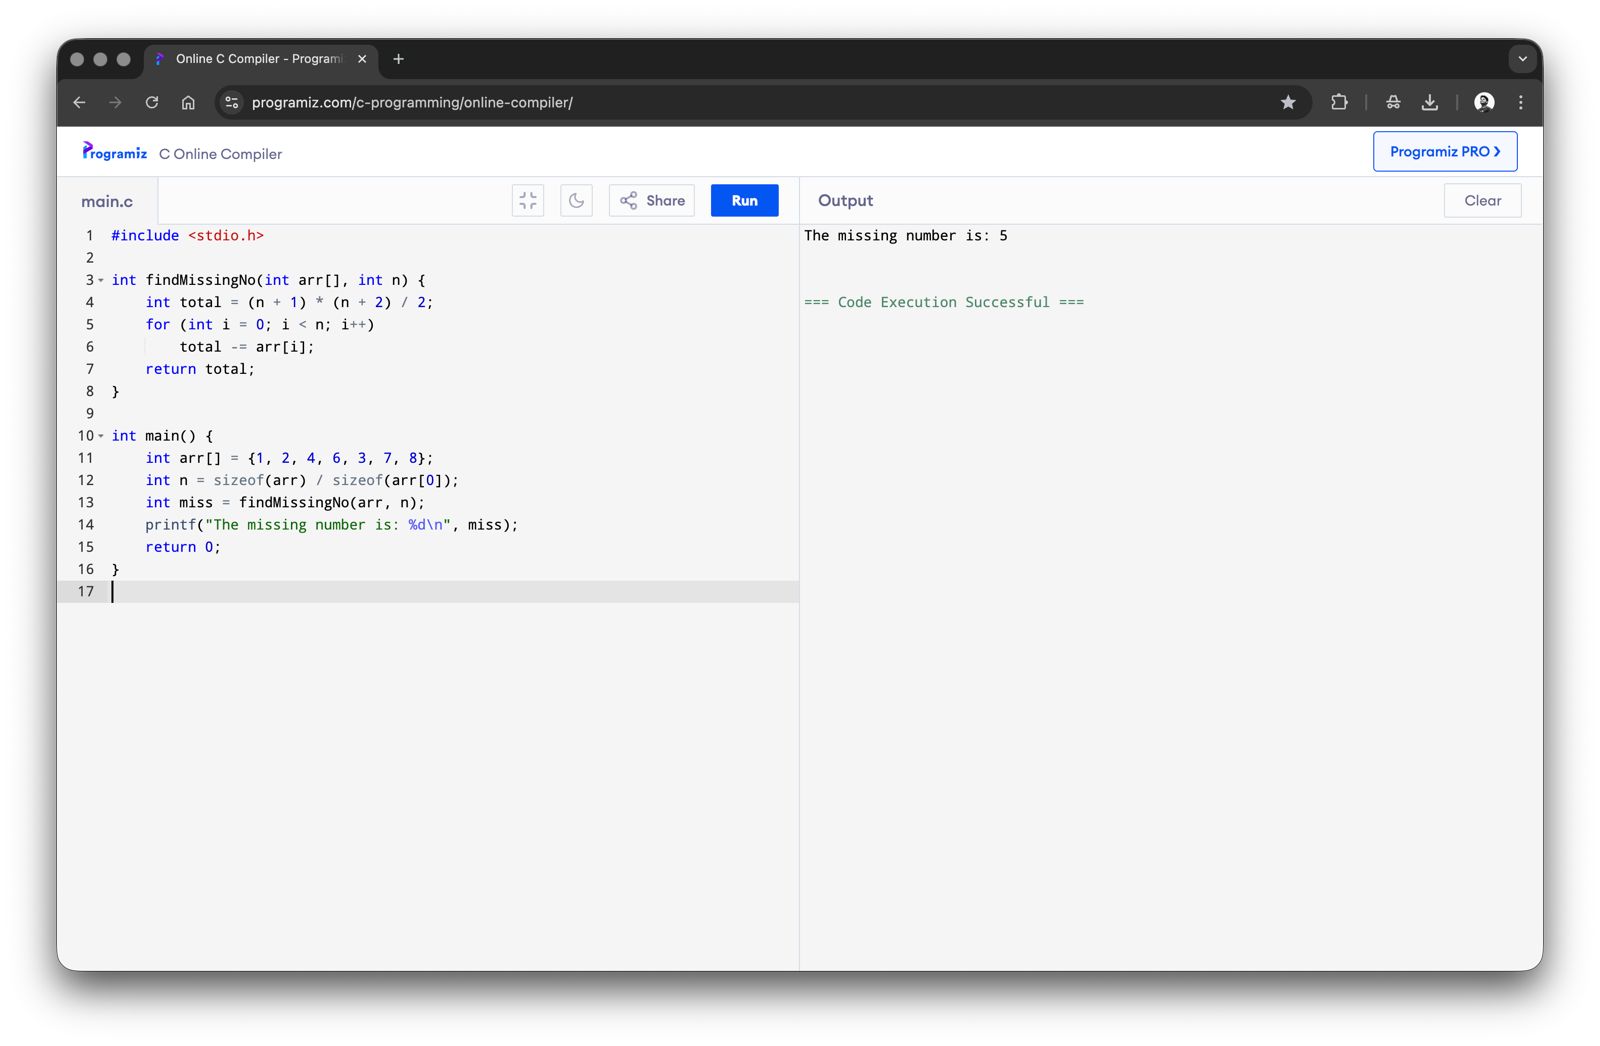 Online C Compiler - Programi
programiz.com/c-programming/online-compiler/
Programiz C Online Compiler
Programiz PRO
main.c
Share
Run
Output
Clear
1 #include <stdio.h>
2
3 int findMissingNo(int arr[], int n) {
4     int total = (n + 1) * (n + 2) / 2;
5     for (int i = 0; i < n; i++)
6         total -= arr[i];
7     return total;
8 }
9
10 int main() {
11     int arr[] = {1, 2, 4, 6, 3, 7, 8};
12     int n = sizeof(arr) / sizeof(arr[0]);
13     int miss = findMissingNo(arr, n);
14     printf("The missing number is: %d\n", miss);
15     return 0;
16 }
17
The missing number is: 5
=== Code Execution Successful ===